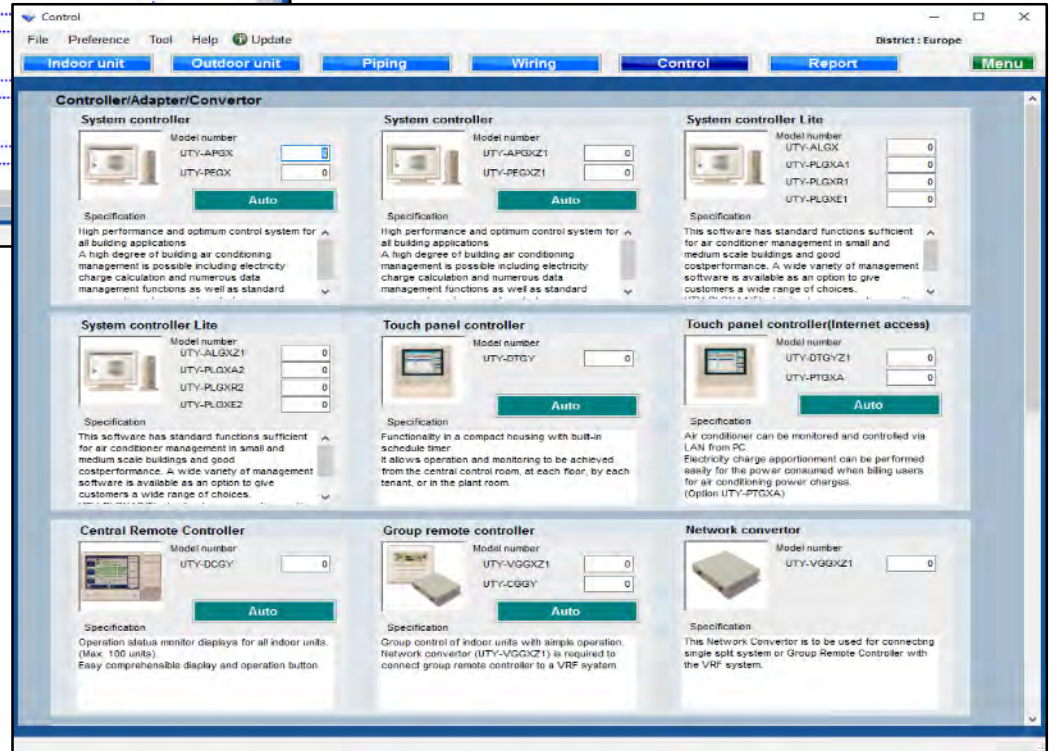 Control
File Preference Tool Help Update District : Europe
Indoor unit Outdoor unit Piping Wiring Control Report Menu
Controller/Adapter/Convertor
System controller
Model number
UTY-APGX 0
UTY-PEGX 0
Auto
Specification
High performance and optimum control system for
all building applications
A high degree of building air conditioning
management is possible including electricity
charge calculation and numerous data
management functions as well as standard
System controller
Model number
UTY-APGXZ1 0
UTY-PEGXZ1 0
Auto
Specification
High performance and optimum control system for
all building applications
A high degree of building air conditioning
management is possible including electricity
charge calculation and numerous data
management functions as well as standard
System controller Lite
Model number
UTY-ALGX 0
UTY-PLGXA1 0
UTY-PLGXR1 0
UTY-PLGXE1 0
Specification
This software has standard functions sufficient
for air conditioner management in small and
medium scale buildings and good
costperformance. A wide variety of management
software is available as an option to give
customers a wide range of choices.
System controller Lite
Model number
UTY-ALGXZ1 0
UTY-PLGXA2 0
UTY-PLGXR2 0
UTY-PLGXE2 0
Specification
This software has standard functions sufficient
for air conditioner management in small and
medium scale buildings and good
costperformance. A wide variety of management
software is available as an option to give
customers a wide range of choices.
Touch panel controller
Model number
UTY-DTGY 0
Auto
Specification
Functionality in a compact housing with built-in
schedule timer
It allows operation and monitoring to be achieved
from the central control room, at each floor, by each
tenant, or in the plant room.
Touch panel controller(Internet access)
Model number
UTY-DTGYZ1 0
UTY-PTGXA 0
Auto
Specification
Air conditioner can be monitored and controlled via
LAN from PC.
Electricity charge apportionment can be performed
easily for the power consumed when billing users
for air conditioning power charges.
(Option:UTY-PTGXA)
Central Remote Controller
Model number
UTY-DCGY 0
Auto
Specification
Operation status monitor displays for all indoor units.
(Max. 100 units).
Easy comprehensible display and operation button
Group remote controller
Model number
UTY-VGGXZ1 0
UTY-CGGY 0
Auto
Specification
Group control of indoor units with simple operation.
Network convertor (UTY-VGGXZ1) is required to
connect group remote controller to a VRF system
Network convertor
Model number
UTY-VGGXZ1 0
Specification
This Network Convertor is to be used for connecting
single split system or Group Remote Controller with
the VRF system.